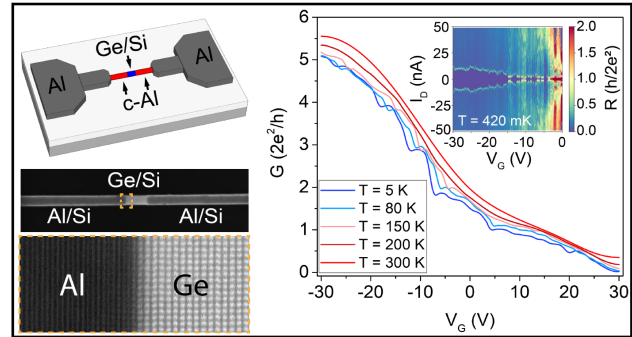 Ge/Si
Al
Al
c-Al
Ge/Si
Al/Si
Al/Si
Al
Ge
G (2e²/h)
6
5
4
3
2
1
0
-30
-20
-10
0
10
20
30
V_G (V)
T = 5 K
T = 80 K
T = 150 K
T = 200 K
T = 300 K
I_D (nA)
50
25
0
-25
-50
T = 420 mK
-30
-20
-10
0
V_G (V)
2.0
1.5
1.0
0.5
0.0
R (h/2e²)